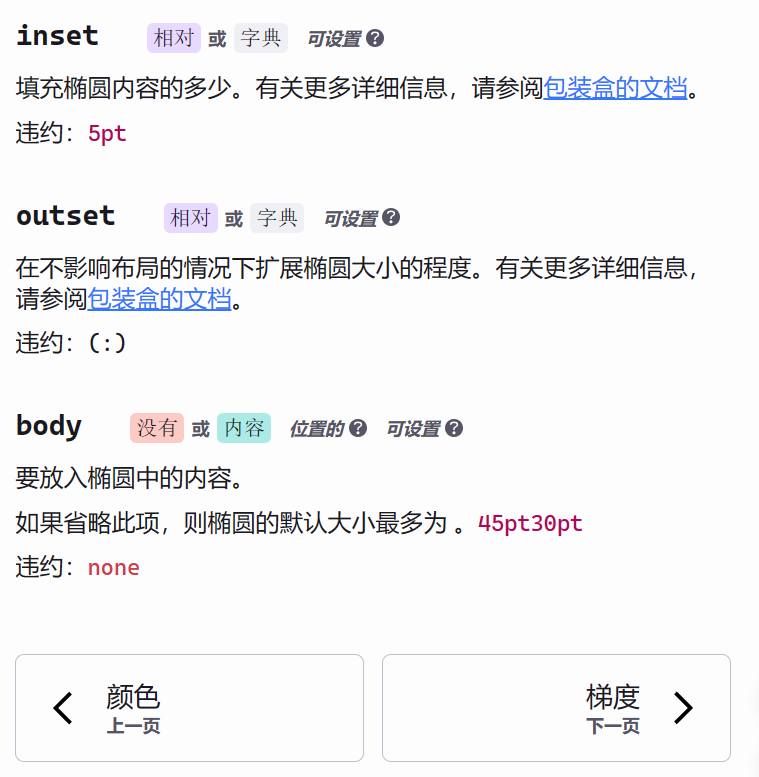 inset 相对 或 字典 可设置 ?
填充椭圆内容的多少。有关更多详细信息，请参阅包装盒的文档。
违约：5pt
outset 相对 或 字典 可设置 ?
在不影响布局的情况下扩展椭圆大小的程度。有关更多详细信息，
请参阅包装盒的文档。
违约：(:)
body 没有 或 内容 位置的 ? 可设置 ?
要放入椭圆中的内容。
如果省略此项，则椭圆的默认大小最多为 。45pt30pt
违约：none
颜色
上一页
梯度
下一页